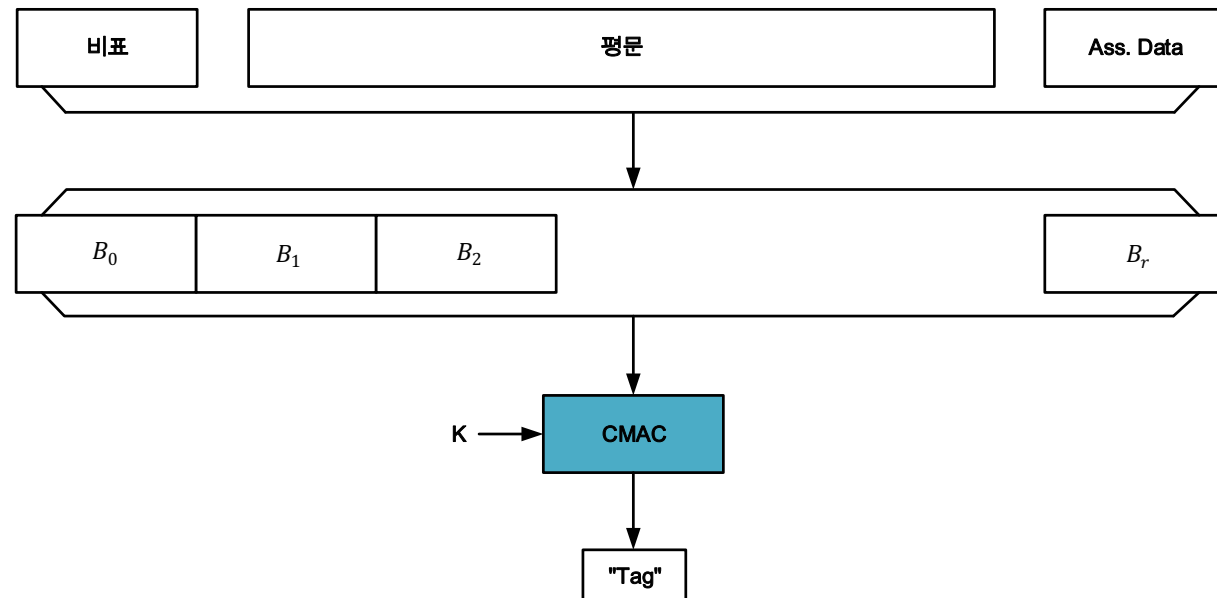 비표
평문
Ass. Data
B₀
B₁
B₂
Bᵣ
K
CMAC
"Tag"